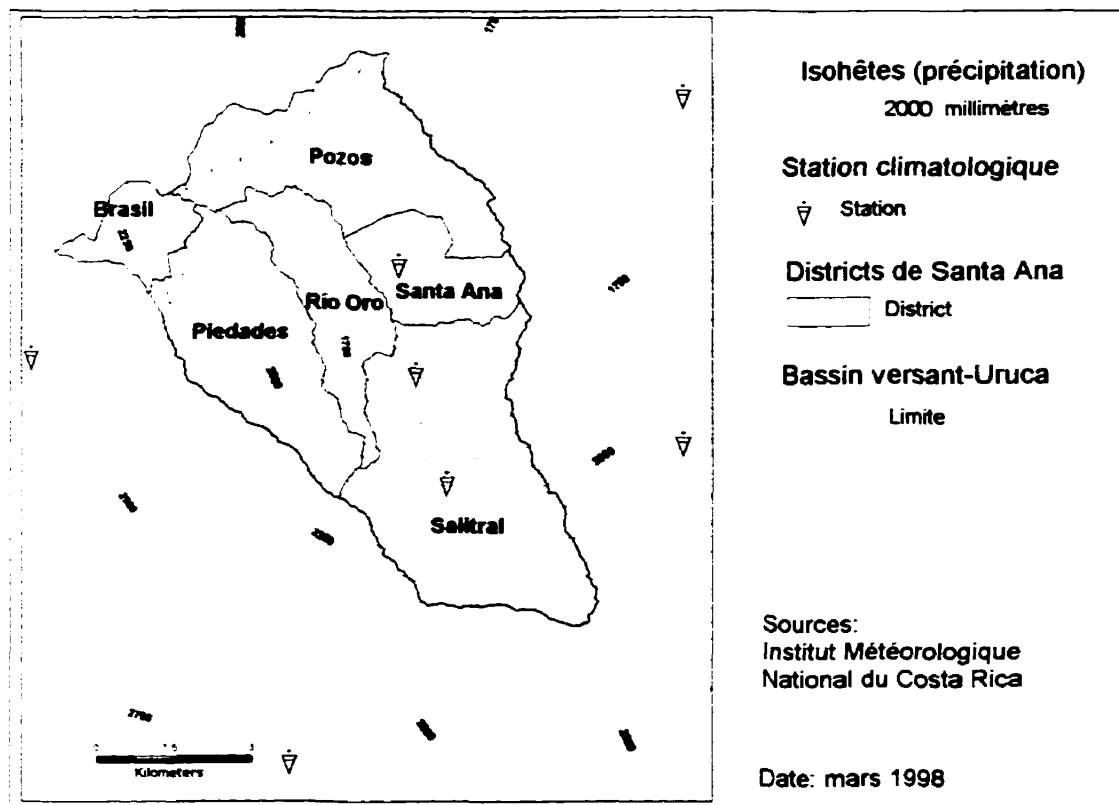 Pozos
Brasil
Santa Ana
Rio Oro
Piedades
Salitral
Kilometers
Isohêtes (précipitation)
2000 millimètres
Station climatologique
Station
Districts de Santa Ana
District
Bassin versant-Uruca
Limite
Sources:
Institut Météorologique
National du Costa Rica
Date: mars 1998